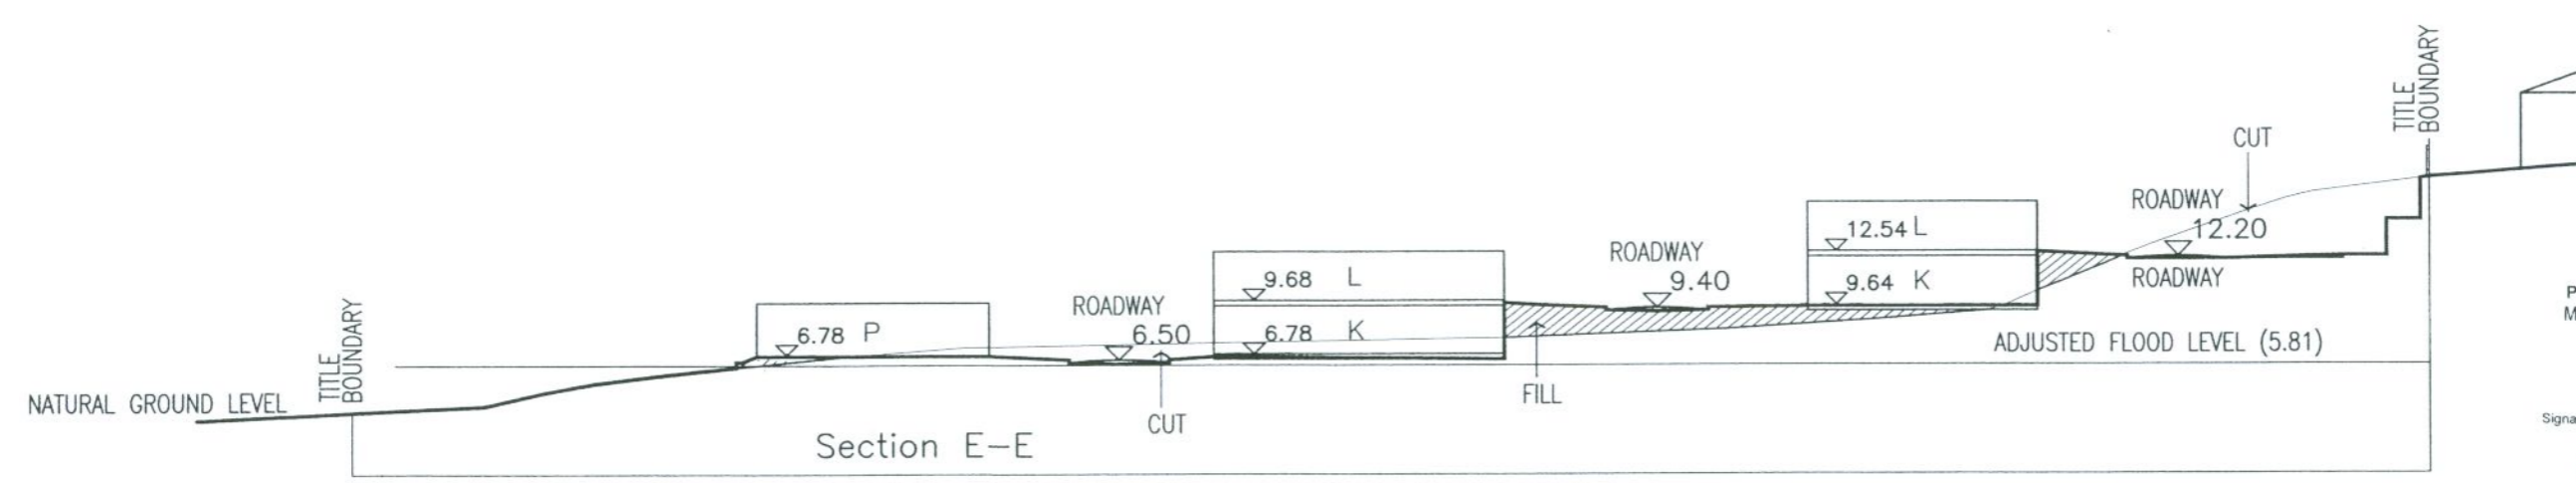 TITLE
BOUNDARY
CUT
ROADWAY
12.20
12.54 L
ROADWAY
9.40
9.68 L
9.64 K
ROADWAY
ROADWAY
6.50
6.78 P
6.78 K
ADJUSTED FLOOD LEVEL (5.81)
TITLE
BOUNDARY
NATURAL GROUND LEVEL
FILL
CUT
Section E-E
P
M
Signa